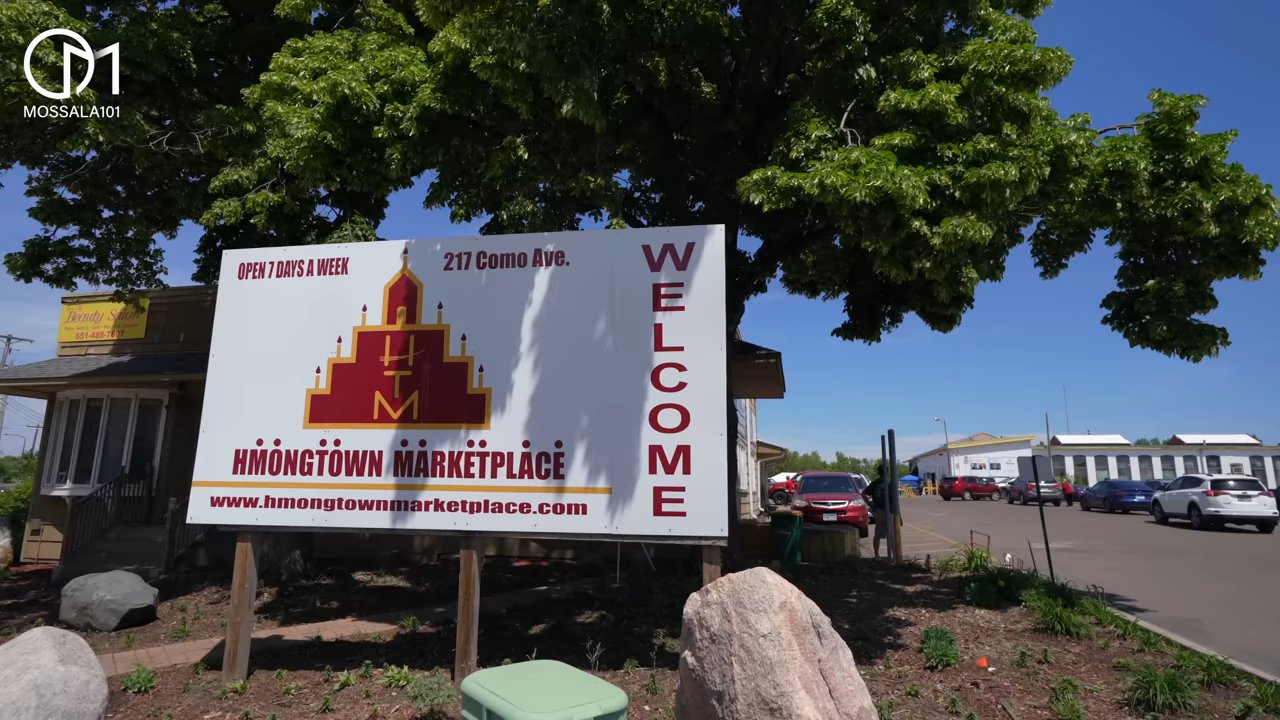 MOSSALA101
OPEN 7 DAYS A WEEK
217 Como Ave.
WELCOME
HTM
HMONGTOWN MARKETPLACE
www.hmongtownmarketplace.com
Beauty Salon